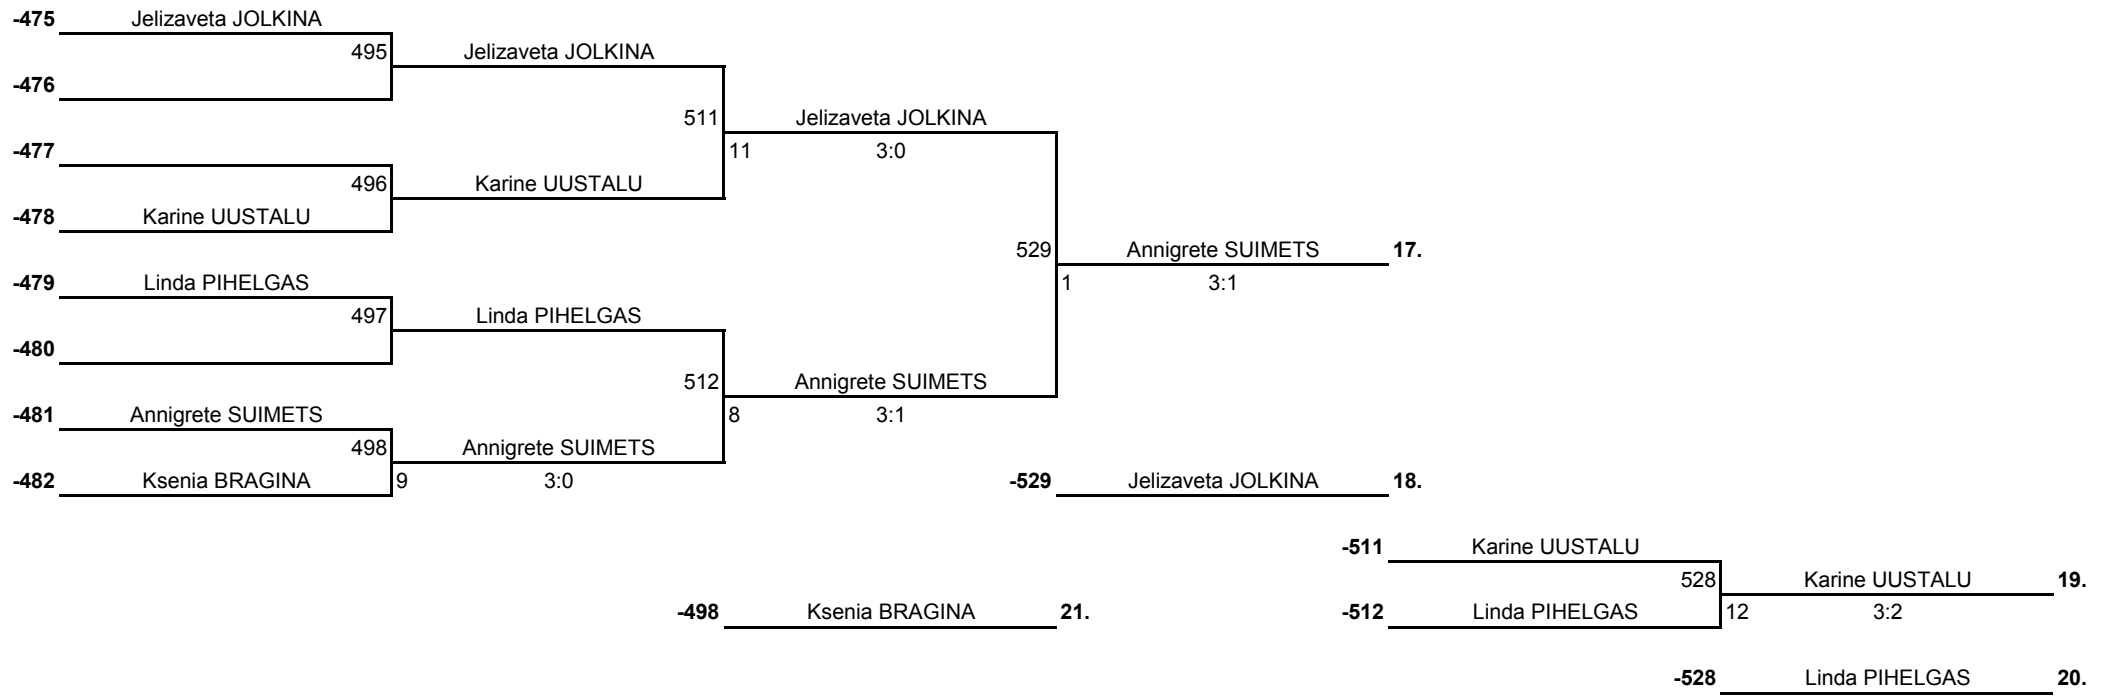 -475 Jelizaveta JOLKINA
495 Jelizaveta JOLKINA
-476
511 Jelizaveta JOLKINA
-477 11 3:0
496 Karine UUSTALU
-478 Karine UUSTALU
529 Annigrete SUIMETS 17.
-479 Linda PIHELGAS 1 3:1
497 Linda PIHELGAS
-480
512 Annigrete SUIMETS
-481 Annigrete SUIMETS 8 3:1
498 Annigrete SUIMETS
-482 Ksenia BRAGINA 9 3:0 -529 Jelizaveta JOLKINA 18.
-511 Karine UUSTALU
528 Karine UUSTALU 19.
-498 Ksenia BRAGINA 21. -512 Linda PIHELGAS 12 3:2
-528 Linda PIHELGAS 20.